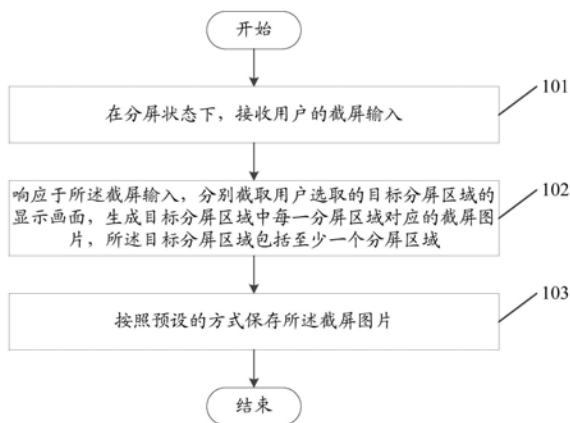 开始
101
在分屏状态下，接收用户的截屏输入
102
响应于所述截屏输入，分别截取用户选取的目标分屏区域的
显示画面，生成目标分屏区域中每一分屏区域对应的截屏图
片，所述目标分屏区域包括至少一个分屏区域
103
按照预设的方式保存所述截屏图片
结束